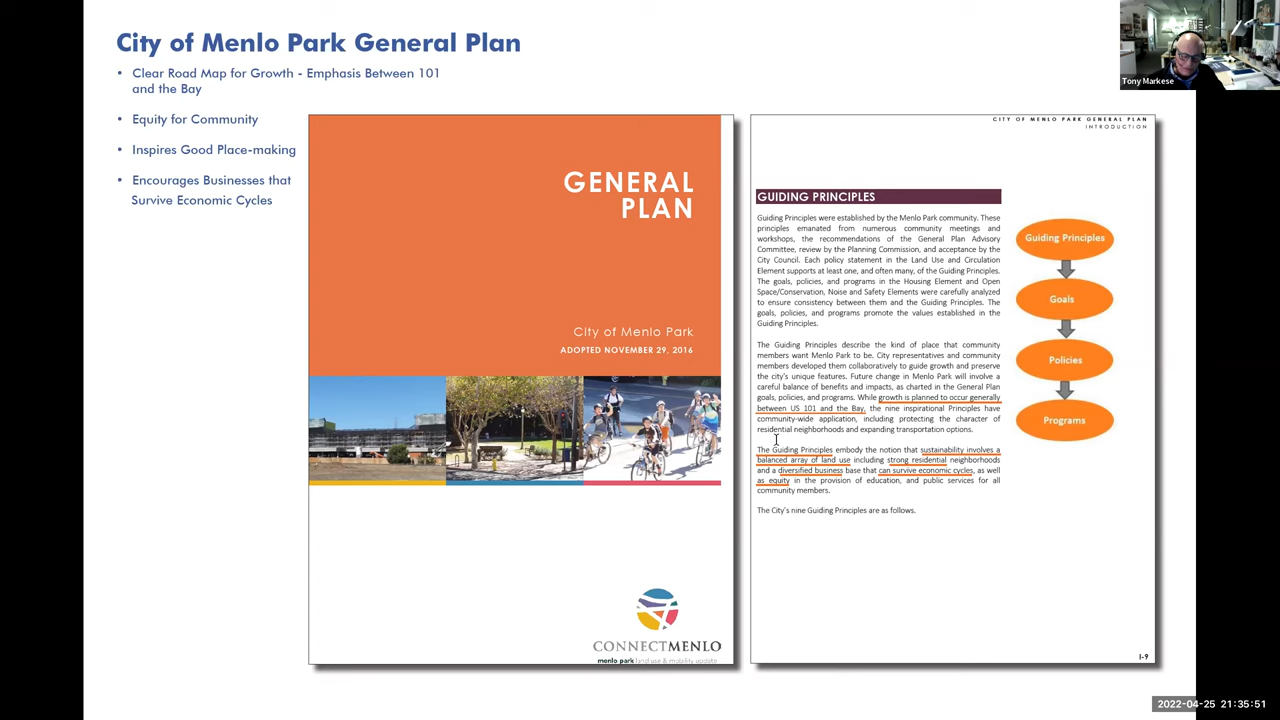 City of Menlo Park General Plan
• Clear Road Map for Growth - Emphasis Between 101
and the Bay
• Equity for Community
• Inspires Good Place-making
• Encourages Businesses that
Survive Economic Cycles
GENERAL
PLAN
City of Menlo Park
ADOPTED NOVEMBER 29, 2016
CONNECTMENLO
menlo park land use & mobility update
CITY OF MENLO PARK GENERAL PLAN
INTRODUCTION
GUIDING PRINCIPLES
Guiding Principles were established by the Menlo Park community. These
principles emanated from numerous community meetings and
workshops, the recommendations of the General Plan Advisory
Committee, review by the Planning Commission, and acceptance by the
City Council. Each policy statement in the Land Use and Circulation
Element supports at least one, and often many, of the Guiding Principles.
The goals, policies, and programs in the Housing Element and Open
Space/Conservation, Noise and Safety Elements were carefully analyzed
to ensure consistency between them and the Guiding Principles. The
goals, policies, and programs promote the values established in the
Guiding Principles.
The Guiding Principles describe the kind of place that community
members want Menlo Park to be. City representatives and community
members developed them collaboratively to guide growth and preserve
the city's unique features. Future change in Menlo Park will involve a
careful balance of benefits and impacts, as charted in the General Plan
goals, policies, and programs. While growth is planned to occur generally
between US 101 and the Bay, the nine inspirational Principles have
community-wide application, including protecting the character of
residential neighborhoods and expanding transportation options.
The Guiding Principles embody the notion that sustainability involves a
balanced array of land use including strong residential neighborhoods
and a diversified business base that can survive economic cycles, as well
as equity in the provision of education, and public services for all
community members.
The City's nine Guiding Principles are as follows.
Guiding Principles
Goals
Policies
Programs
I-9
Tony Markese
2022-04-25 21:35:51